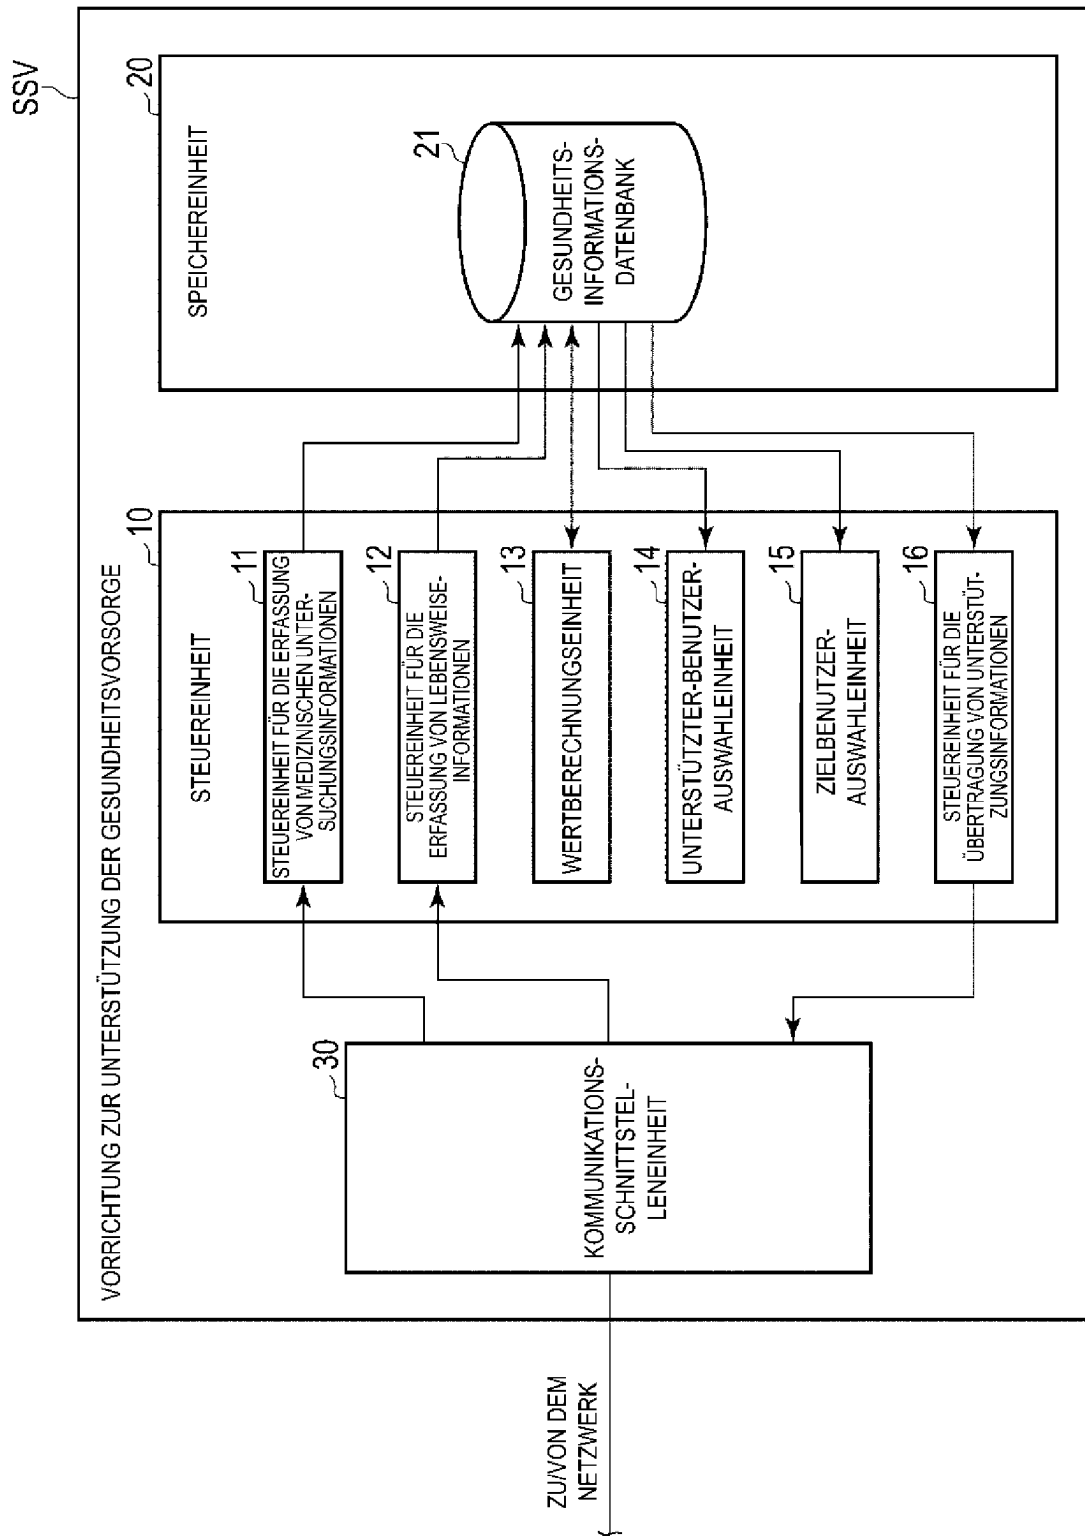 SSV
VORRICHTUNG ZUR UNTERSTÜTZUNG DER GESUNDHEITSVORSORGE
ZU/VON DEM
NETZWERK
30
KOMMUNIKATIONS-
SCHNITTSTEL-
LENEINHEIT
10
STEUEREINHEIT
11
STEUEREINHEIT FÜR DIE ERFASSUNG
VON MEDIZINISCHEN UNTER-
SUCHUNGSINFORMATIONEN
12
STEUEREINHEIT FÜR DIE
ERFASSUNG VON LEBENSWEISE-
INFORMATIONEN
13
WERTBERECHNUNGSEINHEIT
14
UNTERSTÜTZTER-BENUTZER-
AUSWAHLEINHEIT
15
ZIELBENUTZER-
AUSWAHLEINHEIT
16
STEUEREINHEIT FÜR DIE
ÜBERTRAGUNG VON UNTERSTÜT-
ZUNGSINFORMATIONEN
20
SPEICHEREINHEIT
21
GESUNDHEITS-
INFORMATIONS-
DATENBANK